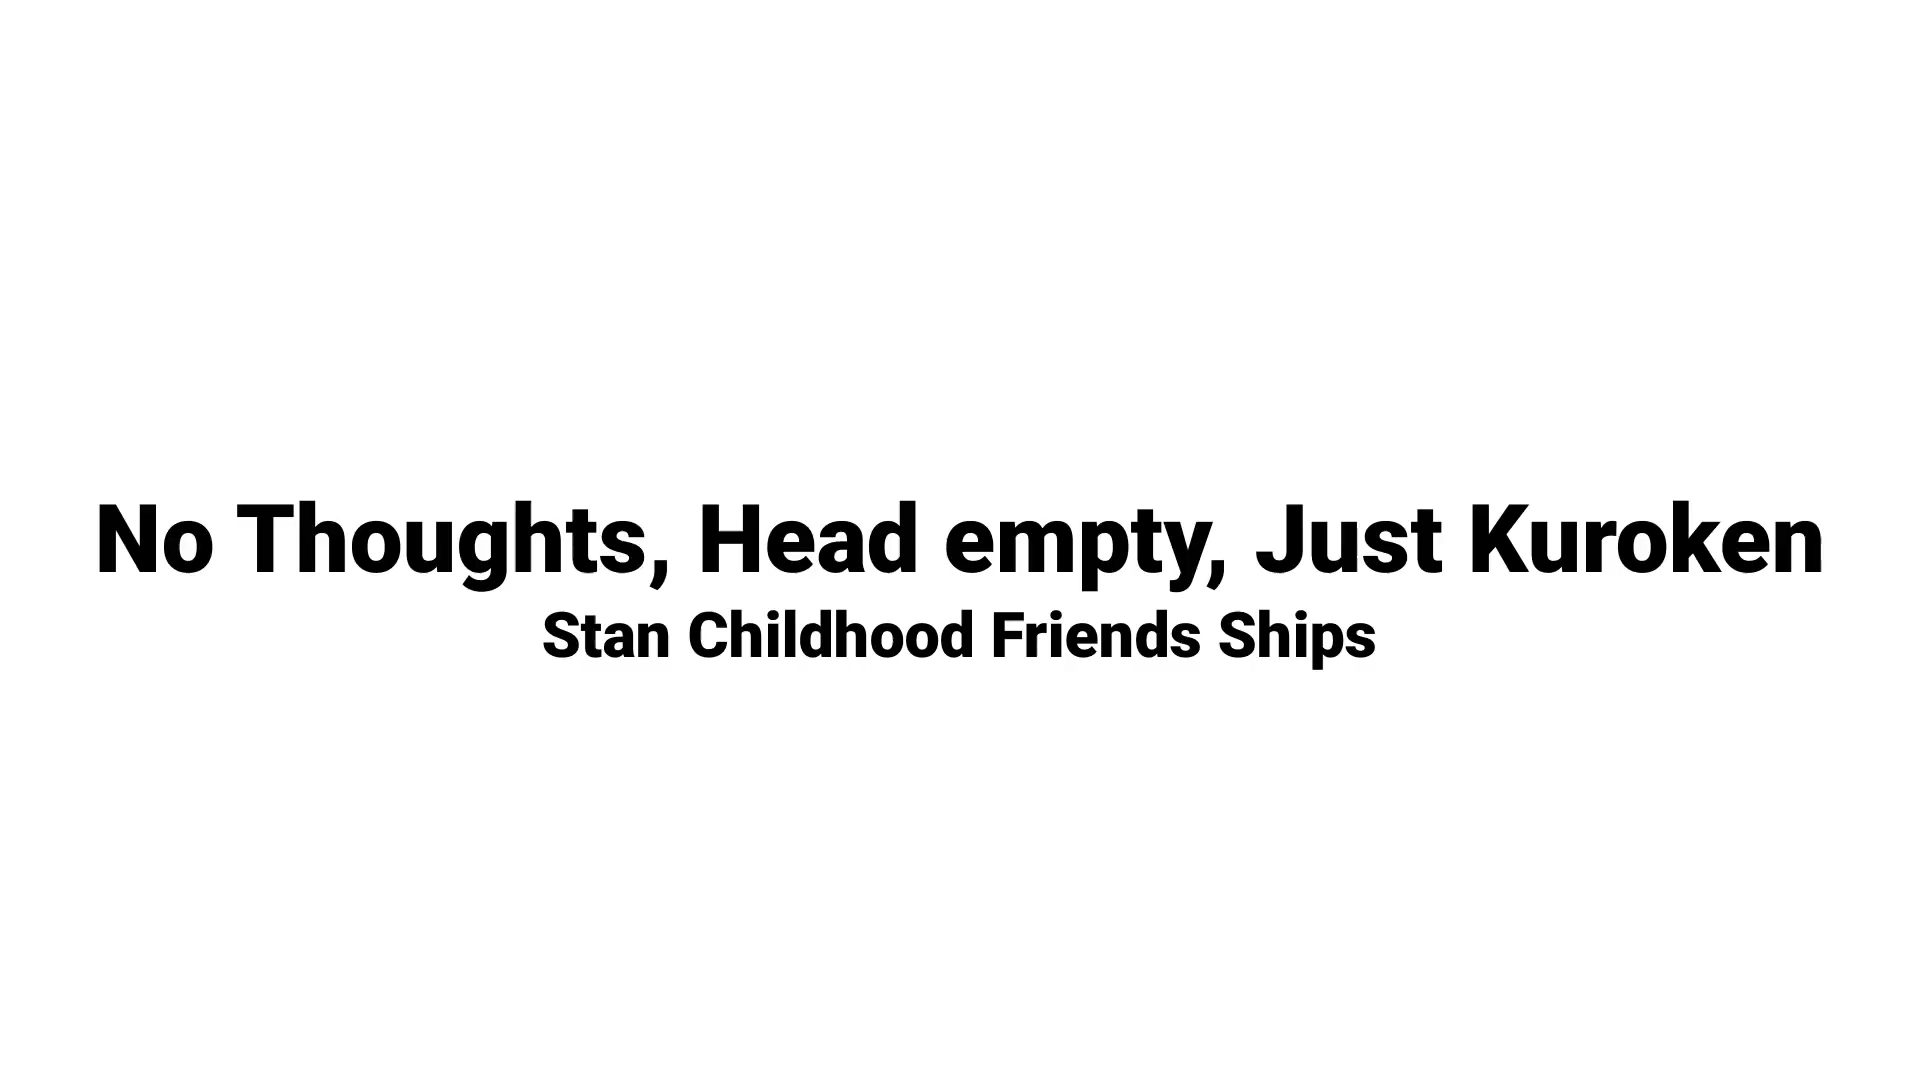 No Thoughts, Head empty, Just Kuroken
Stan Childhood Friends Ships